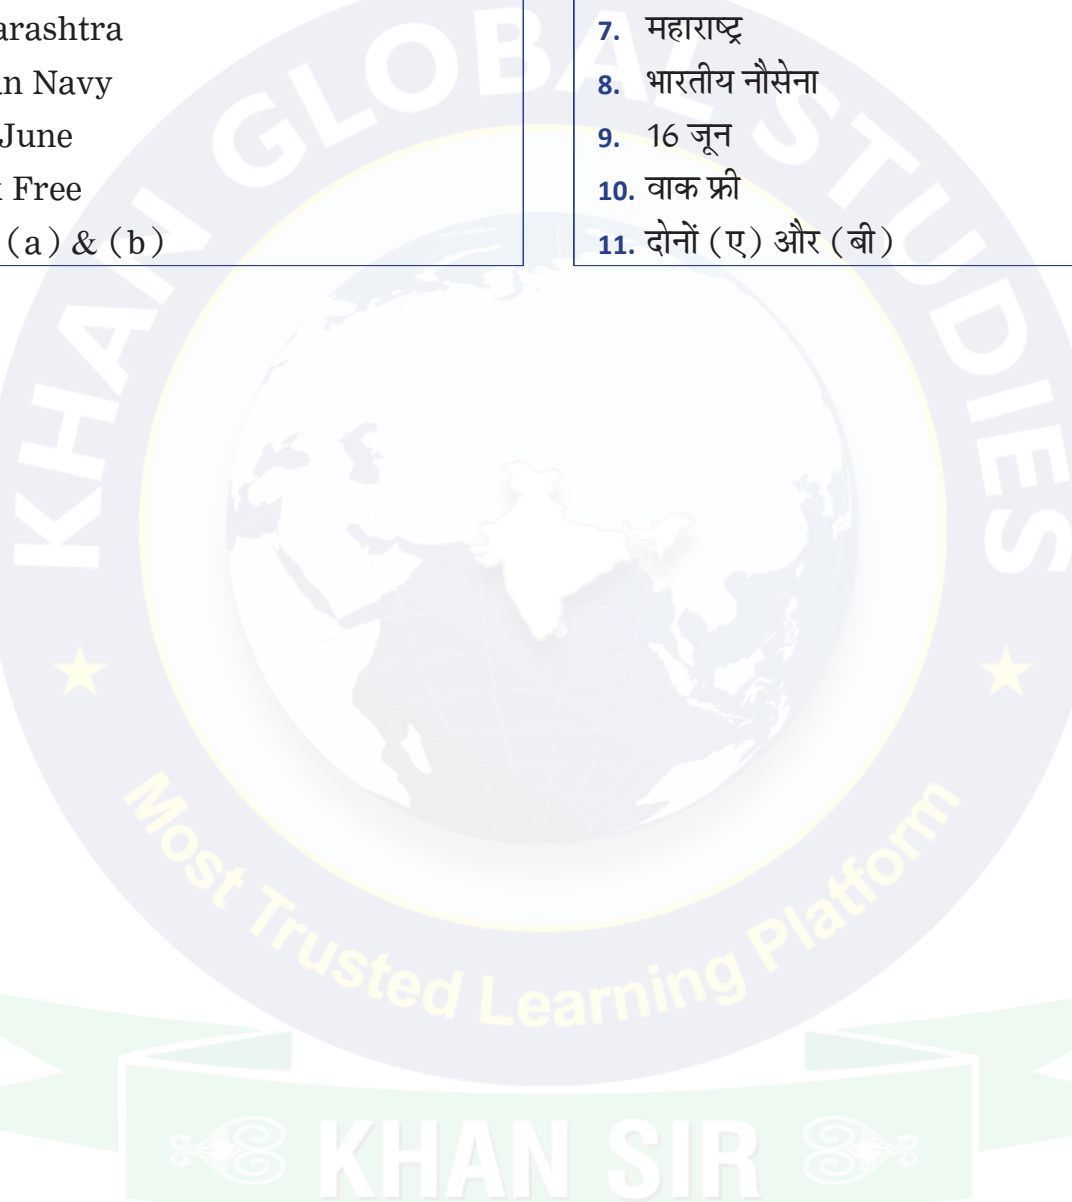 arashtra
an Navy
June
Free
(a) & (b)
7. महाराष्ट्र
8. भारतीय नौसेना
9. 16 जून
10. वाक फ्री
11. दोनों (ए) और (बी)
KHAN GLOBAL STUDIES
Most Trusted Learning Platform
KHAN SIR